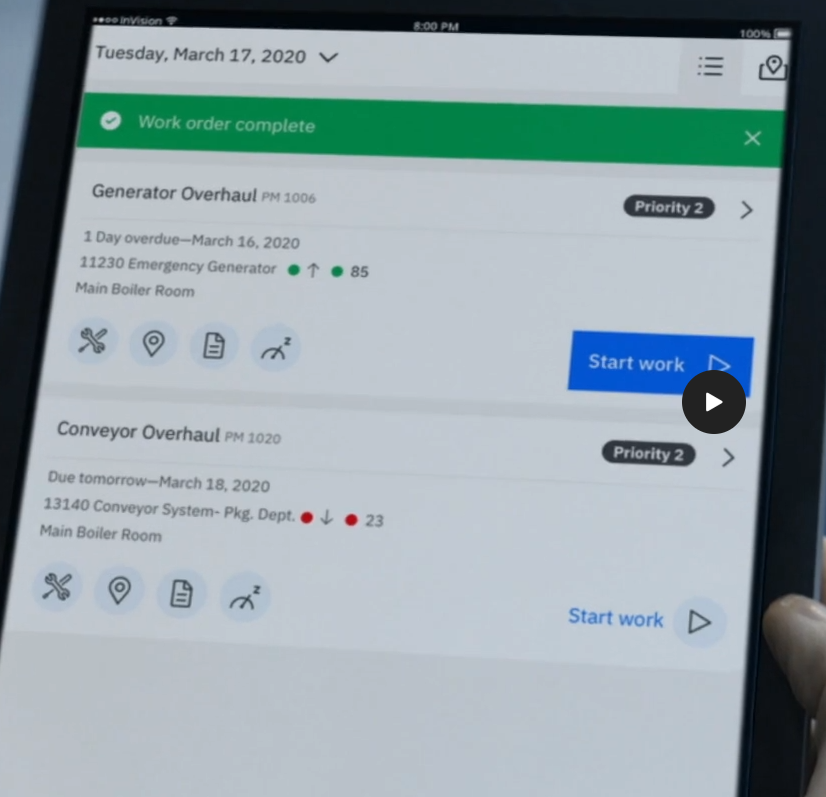 InVision 8:00 PM 100%
Tuesday, March 17, 2020
Work order complete
Generator Overhaul PM 1006 Priority 2
1 Day overdue—March 16, 2020
11230 Emergency Generator ↑ 85
Main Boiler Room
z
Start work
Conveyor Overhaul PM 1020 Priority 2
Due tomorrow—March 18, 2020
13140 Conveyor System- Pkg. Dept. ↓ 23
Main Boiler Room
z
Start work